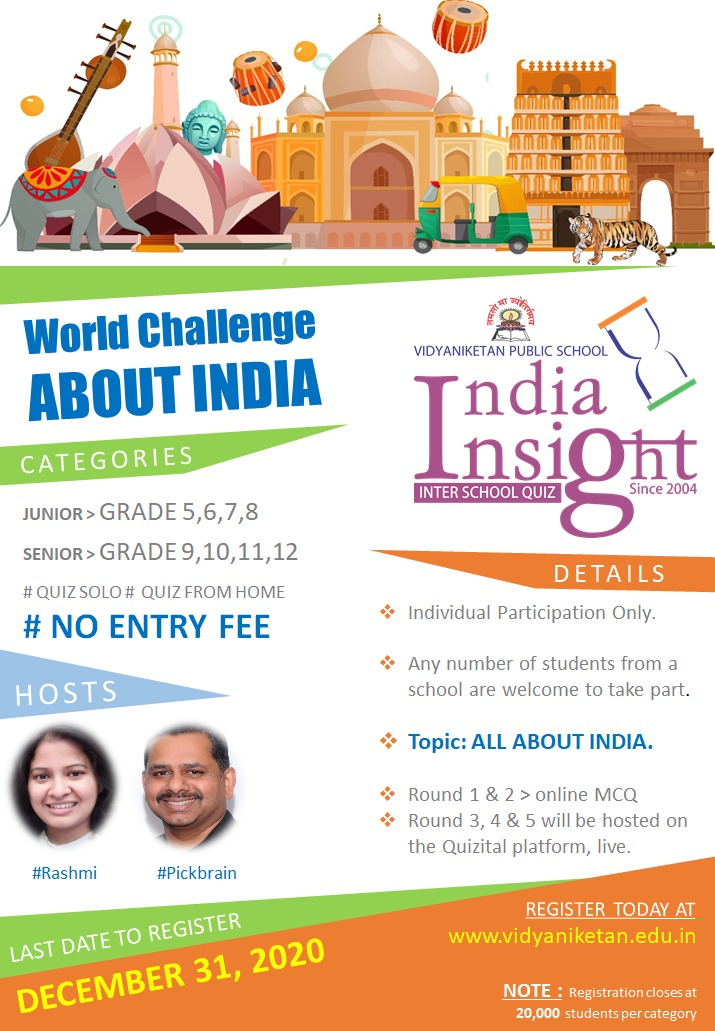 World Challenge
ABOUT INDIA
तमसो मा ज्योतिर्गमय
VIDYANIKETAN PUBLIC SCHOOL
India
Insight
INTER SCHOOL QUIZ
Since 2004
CATEGORIES
JUNIOR > GRADE 5,6,7,8
SENIOR > GRADE 9,10,11,12
# QUIZ SOLO # QUIZ FROM HOME
# NO ENTRY FEE
HOSTS
#Rashmi
#Pickbrain
DETAILS
❖ Individual Participation Only.
❖ Any number of students from a
school are welcome to take part.
❖ Topic: ALL ABOUT INDIA.
❖ Round 1 & 2 > online MCQ
❖ Round 3, 4 & 5 will be hosted on
the Quizital platform, live.
LAST DATE TO REGISTER
DECEMBER 31, 2020
REGISTER TODAY AT
www.vidyaniketan.edu.in
NOTE : Registration closes at
20,000 students per category